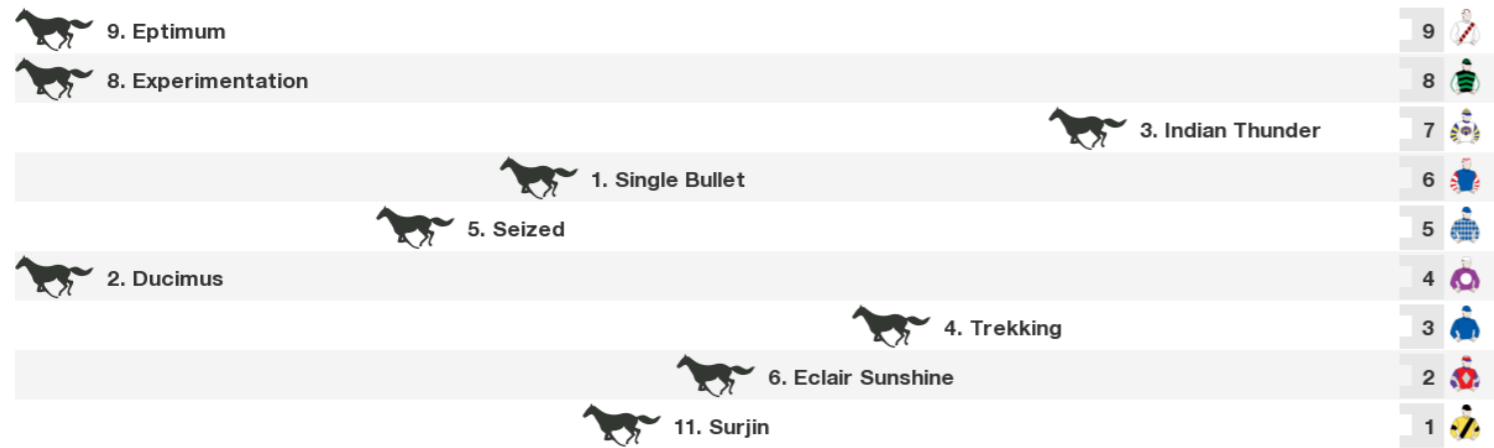 9. Eptimum 9
8. Experimentation 8
3. Indian Thunder 7
1. Single Bullet 6
5. Seized 5
2. Ducimus 4
4. Trekking 3
6. Eclair Sunshine 2
11. Surjin 1